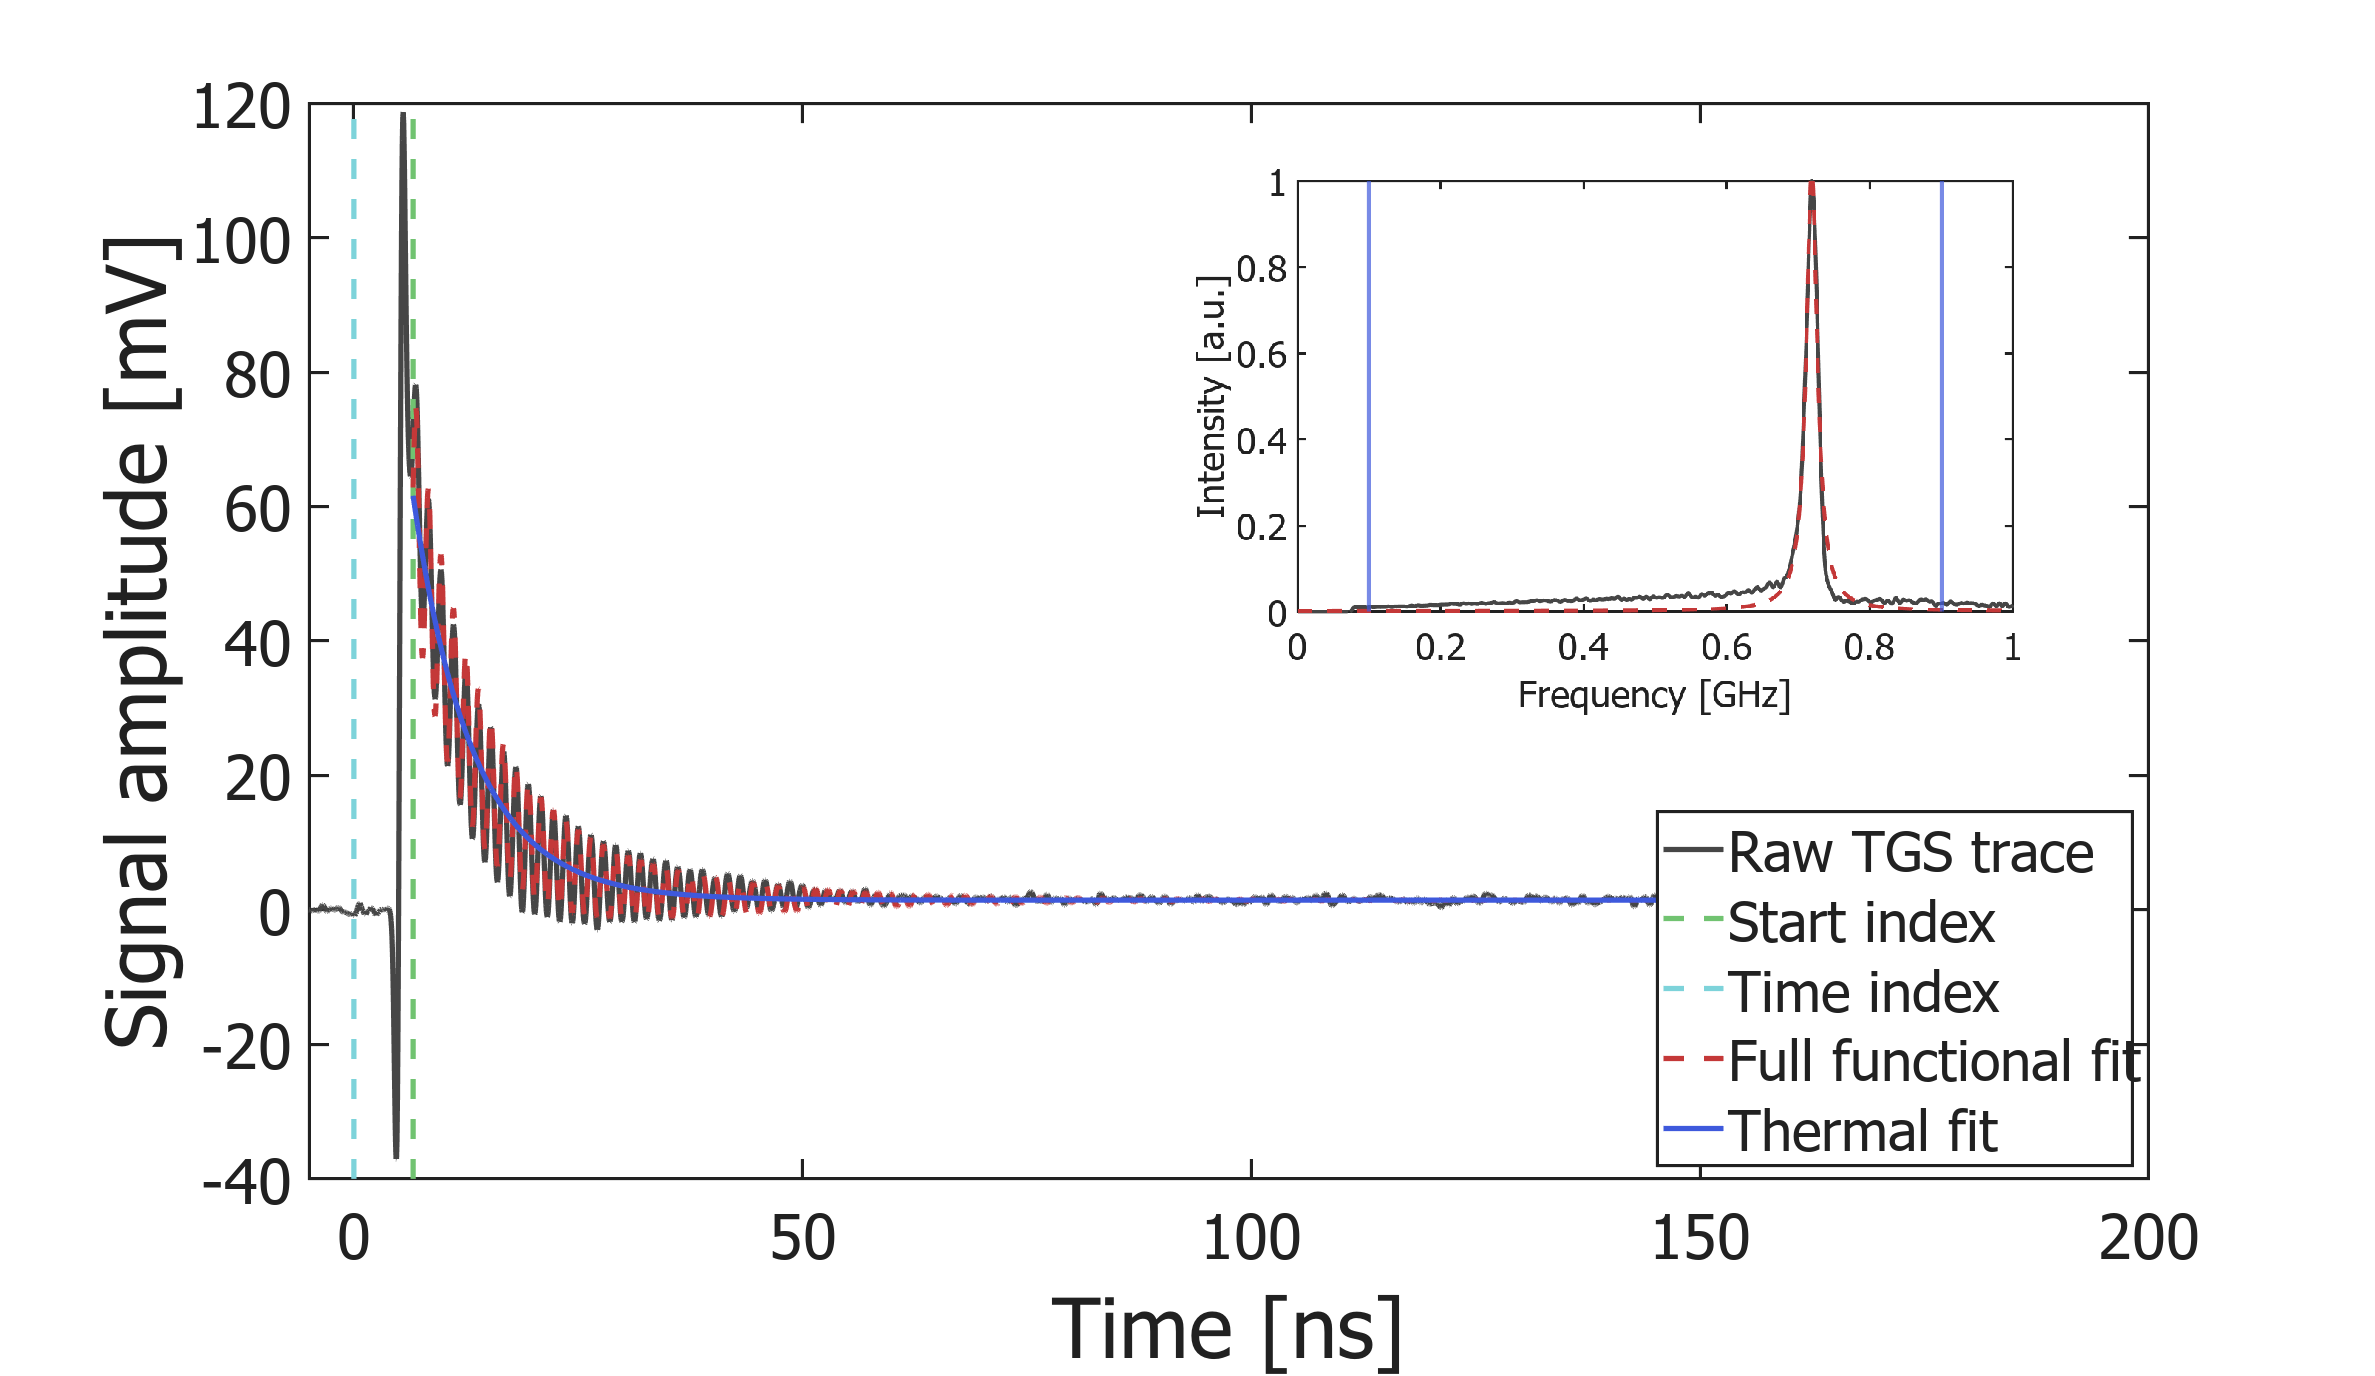 120
100
80
60
40
20
0
-20
-40
Signal amplitude [mV]
0
50
100
150
200
Time [ns]
1
0.8
0.6
0.4
0.2
0
Intensity [a.u.]
0
0.2
0.4
0.6
0.8
1
Frequency [GHz]
Raw TGS trace
Start index
Time index
Full functional fit
Thermal fit